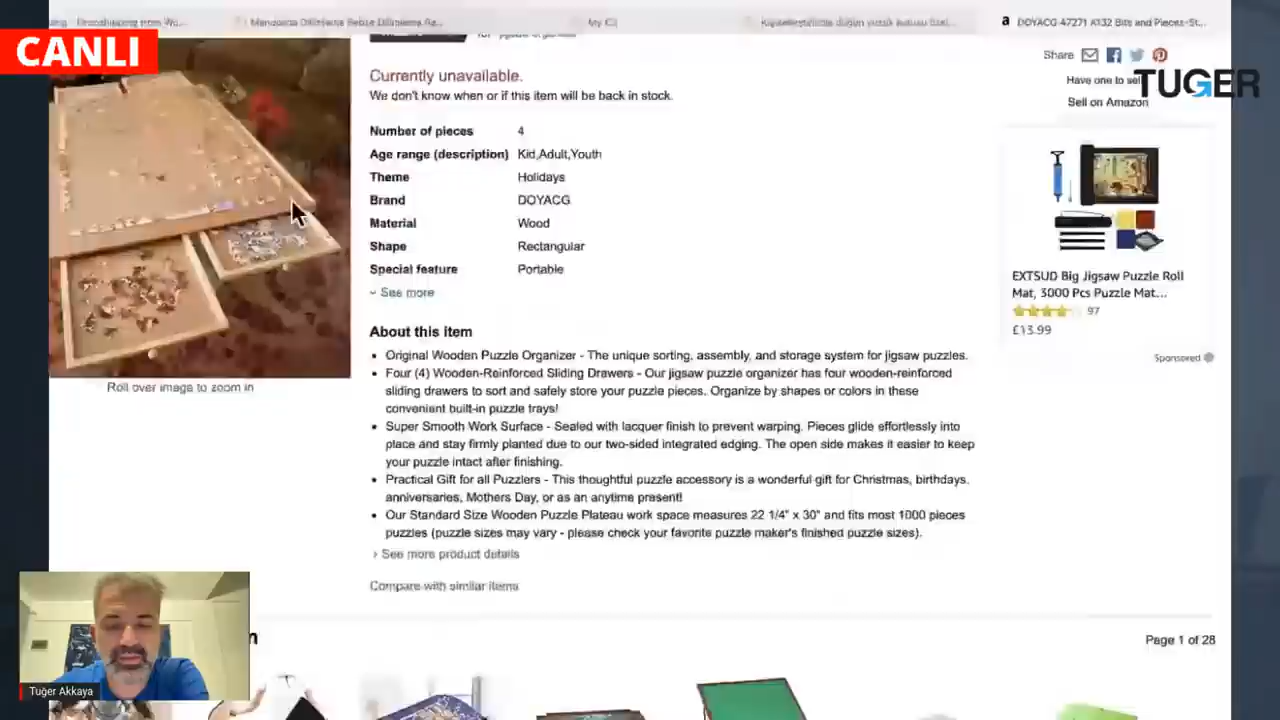 Dropshipping from Wo...
My
DOYACG 47271 A132 Bits and Pieces-St...
CANLI
Currently unavailable.
We don't know when or if this item will be back in stock.
Share
Have one to sell
TUGER
Sell on Amazon
Number of pieces 4
Age range (description) Kid,Adult,Youth
Theme Holidays
Brand DOYACG
Material Wood
Shape Rectangular
Special feature Portable
See more
EXTSUD Big Jigsaw Puzzle Roll
Mat, 3000 Pcs Puzzle Mat...
97
£13.99
Sponsored
About this item
Original Wooden Puzzle Organizer - The unique sorting, assembly, and storage system for jigsaw puzzles.
Four (4) Wooden-Reinforced Sliding Drawers - Our jigsaw puzzle organizer has four wooden-reinforced
sliding drawers to sort and safely store your puzzle pieces. Organize by shapes or colors in these
convenient built-in puzzle trays!
Super Smooth Work Surface - Sealed with lacquer finish to prevent warping. Pieces glide effortlessly into
place and stay firmly planted due to our two-sided integrated edging. The open side makes it easier to keep
your puzzle intact after finishing.
Practical Gift for all Puzzlers - This thoughtful puzzle accessory is a wonderful gift for Christmas, birthdays,
anniversaries, Mothers Day, or as an anytime present!
Our Standard Size Wooden Puzzle Plateau work space measures 22 1/4" x 30" and fits most 1000 pieces
puzzles (puzzle sizes may vary - please check your favorite puzzle maker's finished puzzle sizes).
See more product details
Roll over image to zoom in
Compare with similar items
Page 1 of 28
Tuğer Akkaya